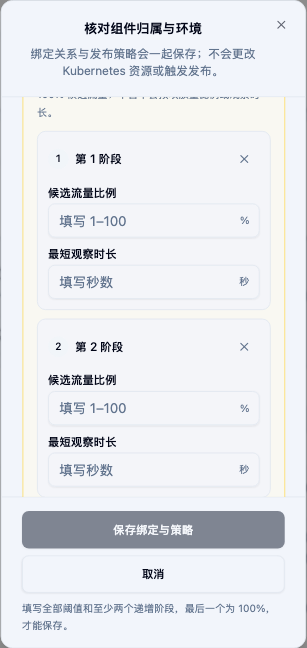 核对组件归属与环境
绑定关系与发布策略会一起保存；不会更改
Kubernetes 资源或触发发布。
长。
1 第 1 阶段
候选流量比例
填写 1–100 %
最短观察时长
填写秒数 秒
2 第 2 阶段
候选流量比例
填写 1–100 %
最短观察时长
填写秒数 秒
保存绑定与策略
取消
填写全部阈值和至少两个递增阶段，最后一个为 100%，
才能保存。